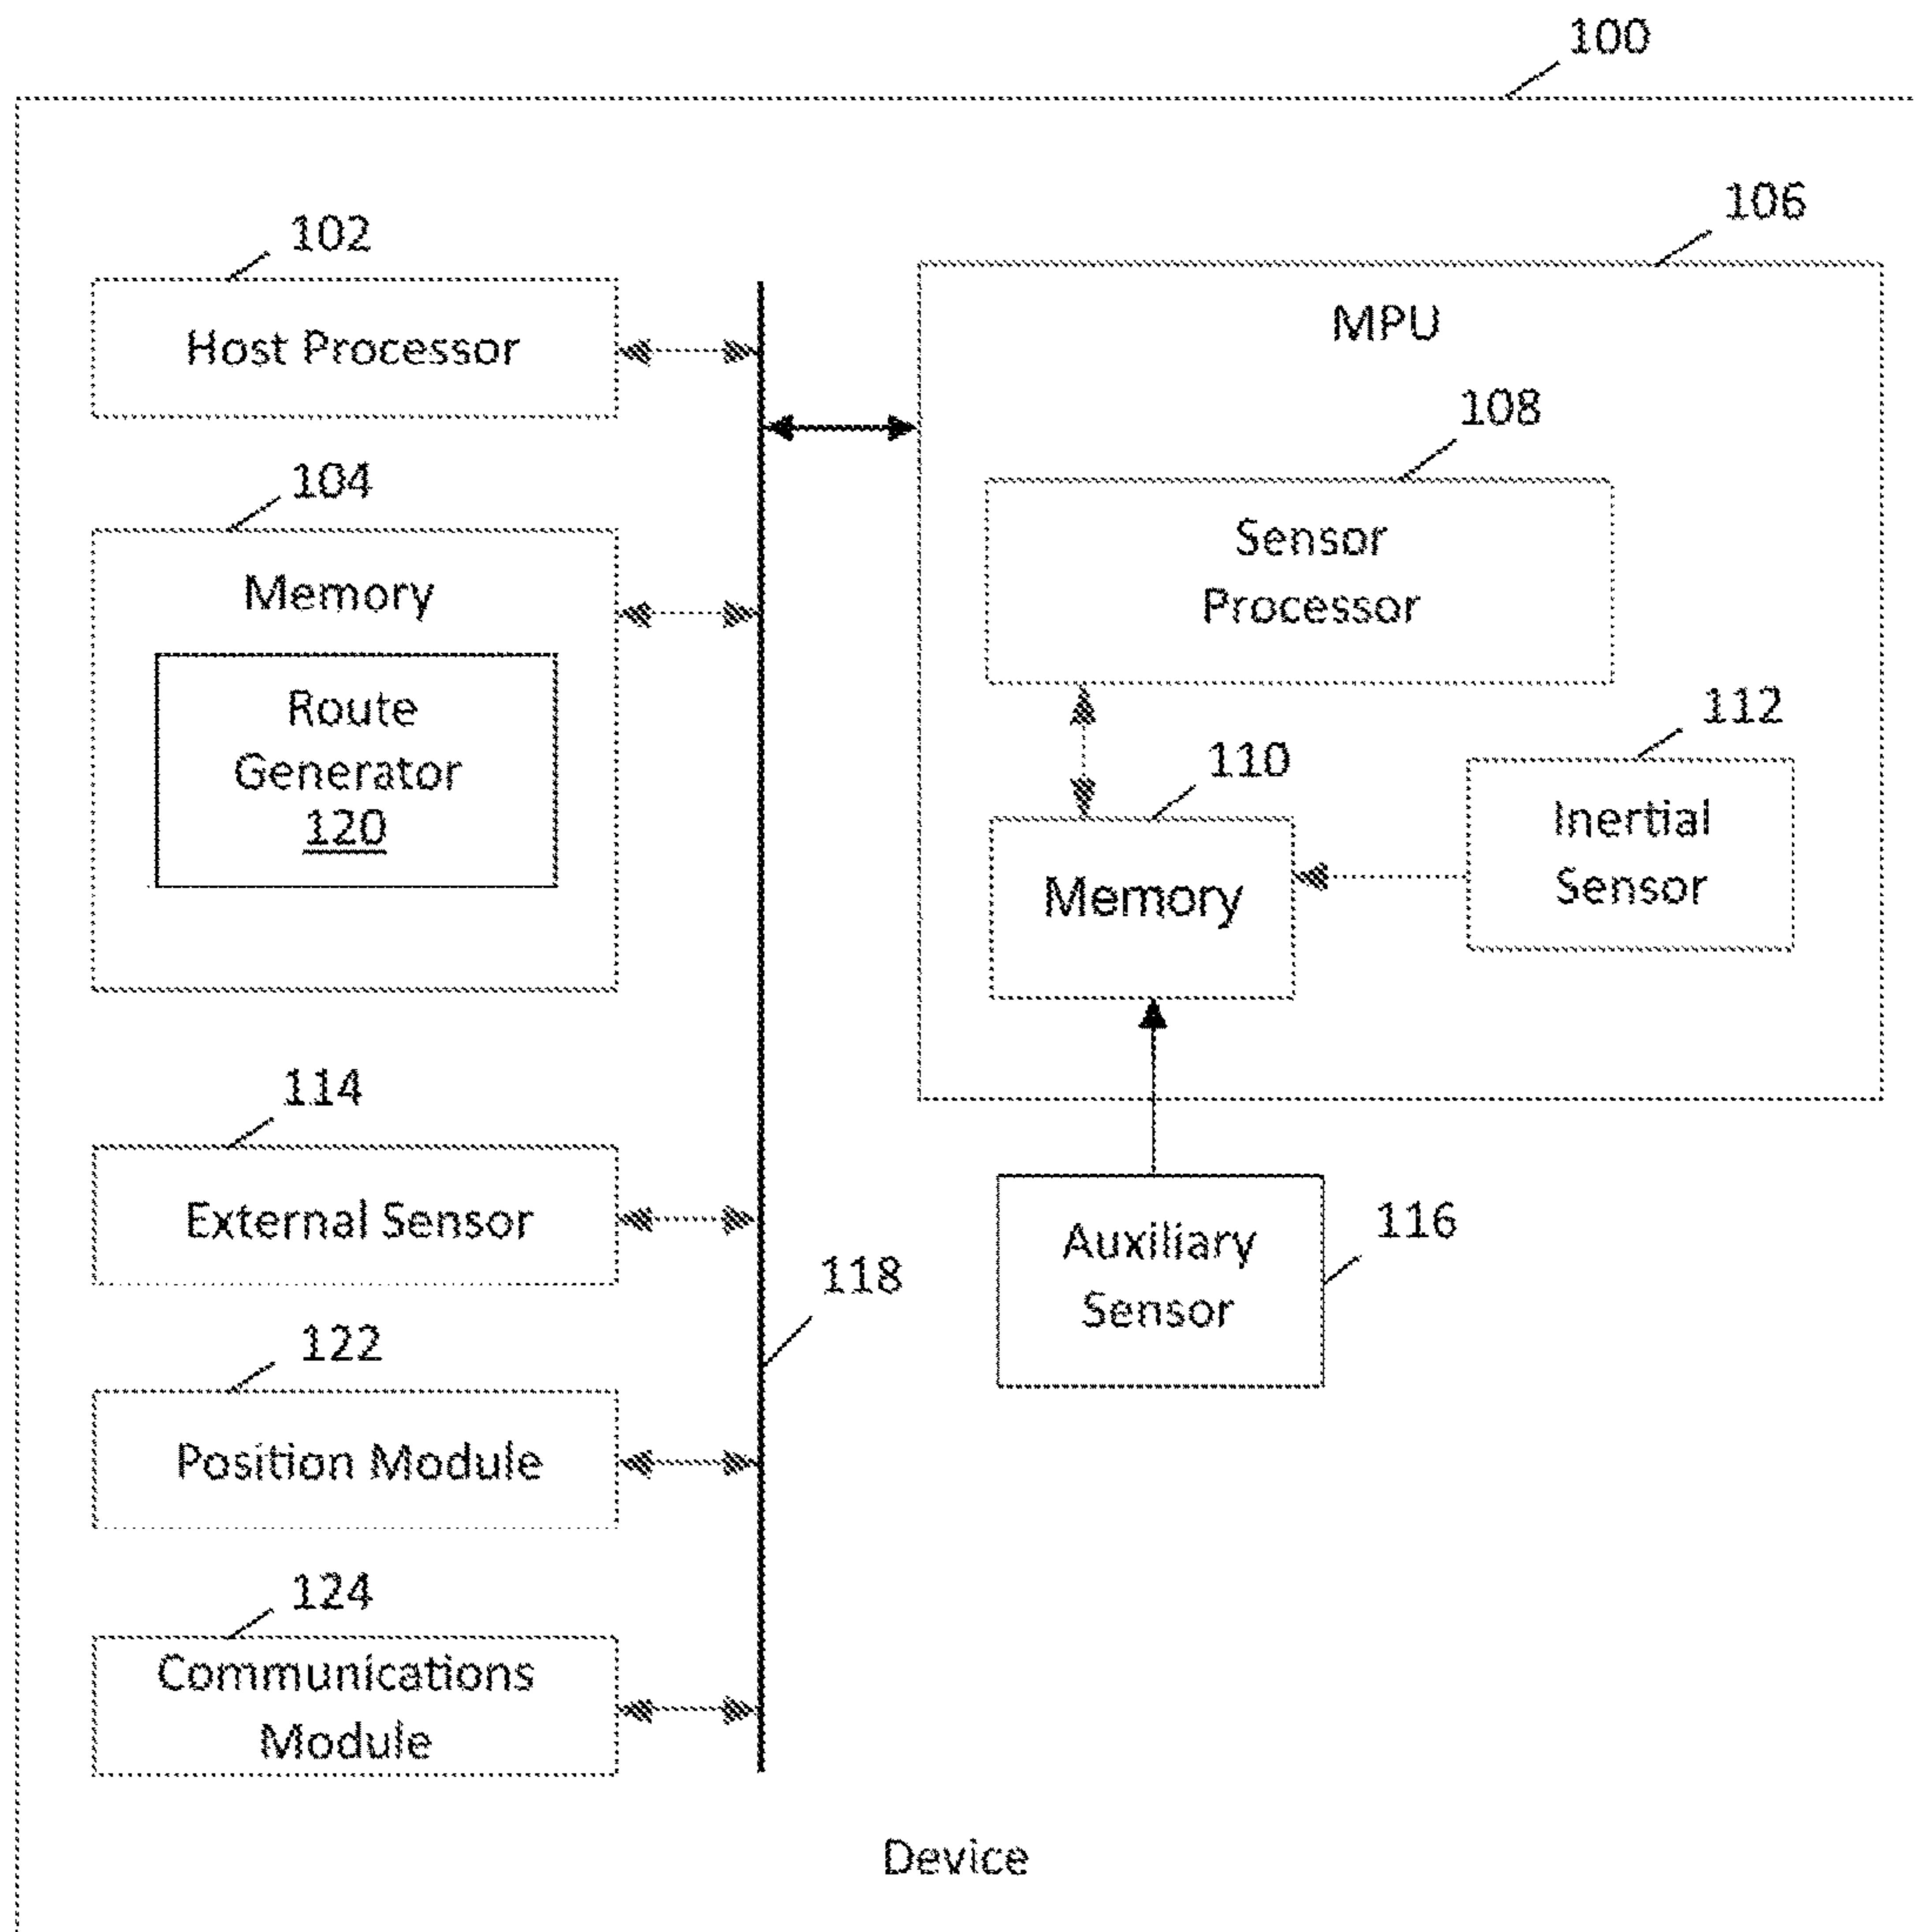 100
106
102
Host Processor
MPU
108
104
Sensor
Processor
Memory
Route
Generator
120
112
110
Inertial
Sensor
Memory
114
External Sensor
116
Auxiliary
Sensor
118
122
Position Module
124
Communications
Module
Device